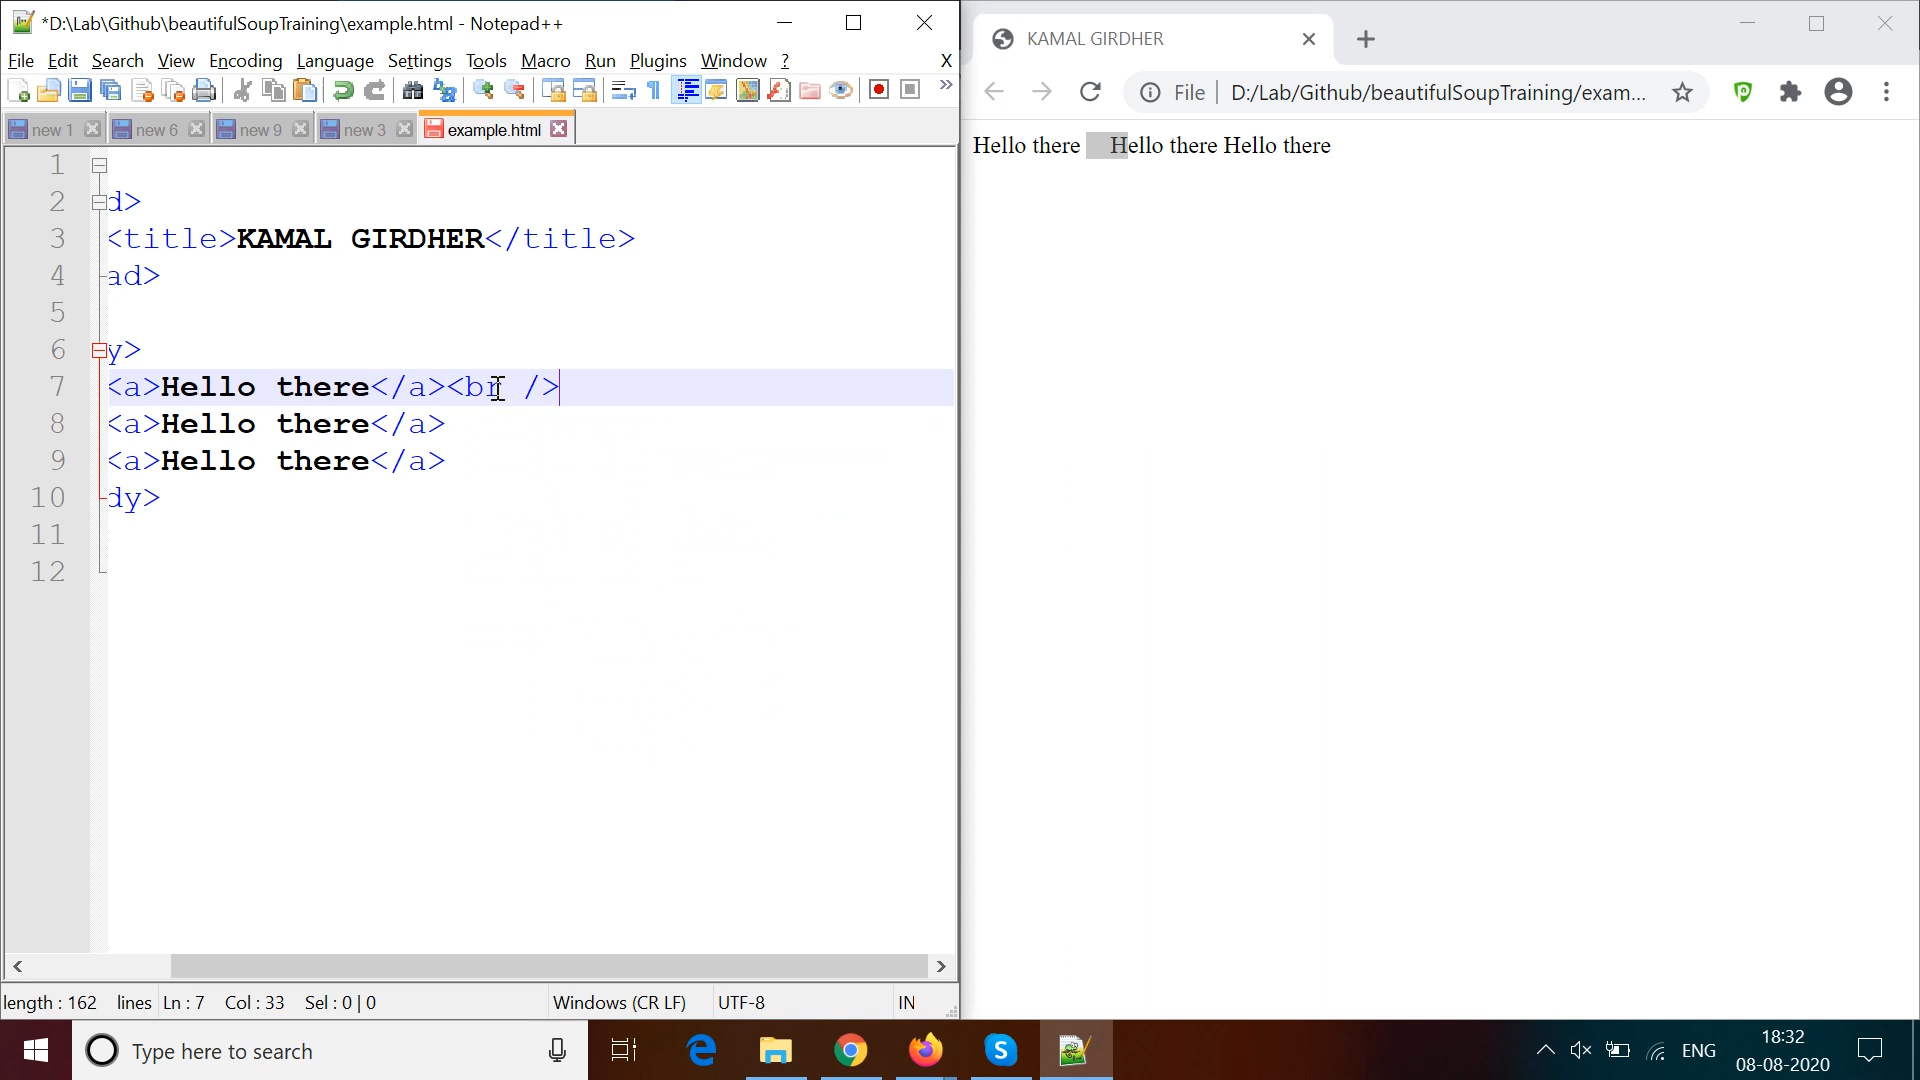 *D:\Lab\Github\beautifulSoupTraining\example.html - Notepad++
File Edit Search View Encoding Language Settings Tools Macro Run Plugins Window ? X
new 1 new 6 new 9 new 3 example.html
1
2 d>
3 <title>KAMAL GIRDHER</title>
4 ad>
5
6 y>
7 <a>Hello there</a><br />
8 <a>Hello there</a>
9 <a>Hello there</a>
10 dy>
11
12
length : 162 lines Ln : 7 Col : 33 Sel : 0 | 0 Windows (CR LF) UTF-8 IN
KAMAL GIRDHER
File D:/Lab/Github/beautifulSoupTraining/exam...
Hello there Hello there Hello there
Type here to search
ENG
18:32
08-08-2020